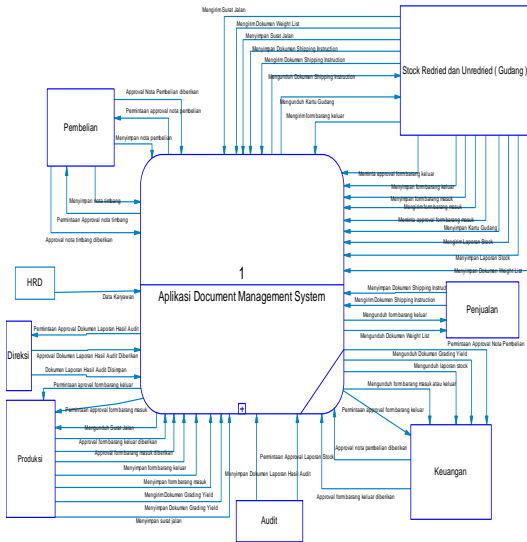 Mengirim Surat Jalan
Mengirim Dokumen Weight List
Menyimpan Surat Jalan
Menyimpan Dokumen Shipping Instruction
Mengirim Dokumen Shipping Instruction
Mengunduh Dokumen Shipping Instruction
Mengunduh Kartu Gudang
Mengirim form barang keluar
Stock Redried dan Unredried ( Gudang )
Approval Nota Pembelian diberikan
Permintaan approval nota pembelian
Menyimpan nota pembelian
Pembelian
Menyimpan nota timbang
Permintaan Approval nota timbang
Approval nota timbang diberikan
Meminta approval form barang keluar
Menyimpan form barang keluar
Menyimpan form barang masuk
Mengirim form barang masuk
Meminta approval form barang masuk
Menyimpan Kartu Gudang
Mengirim Laporan Stock
Menyimpan Laporan Stock
Menyimpan Dokumen Weight List
1
Aplikasi Document Management System
HRD
Data Karyawan
Menyimpan Dokumen Shipping Instruct
Mengirim Dokumen Shipping Instruction
Mengunduh form barang keluar
Mengunduh Dokumen Weight List
Penjualan
Direksi
Permintaan Approval Dokumen Laporan Hasil Audit
Approval Dokumen Laporan Hasil Audit Diberikan
Dokumen Laporan Hasil Audit Disimpan
Permintaan approval form barang keluar
Permintaan Approval Nota Pembelian
Mengunduh Dokumen Grading Yield
Mengunduh laporan stock
Mengunduh form barang masuk atau keluar
Permintaan approval form barang keluar
Approval nota pembelian diberikan
Approval form barang keluar diberikan
Keuangan
Permintaan approval form barang masuk
Mengunduh Surat Jalan
Approval form barang keluar diberikan
Approval form barang masuk diberikan
Menyimpan form barang keluar
Menyimpan form barang masuk
Mengirim Dokumen Grading Yield
Menyimpan Dokumen Grading Yield
Menyimpan surat jalan
Produksi
Permintaan Approval Laporan Stock
Menyimpan Dokumen Laporan Hasil Audit
Audit